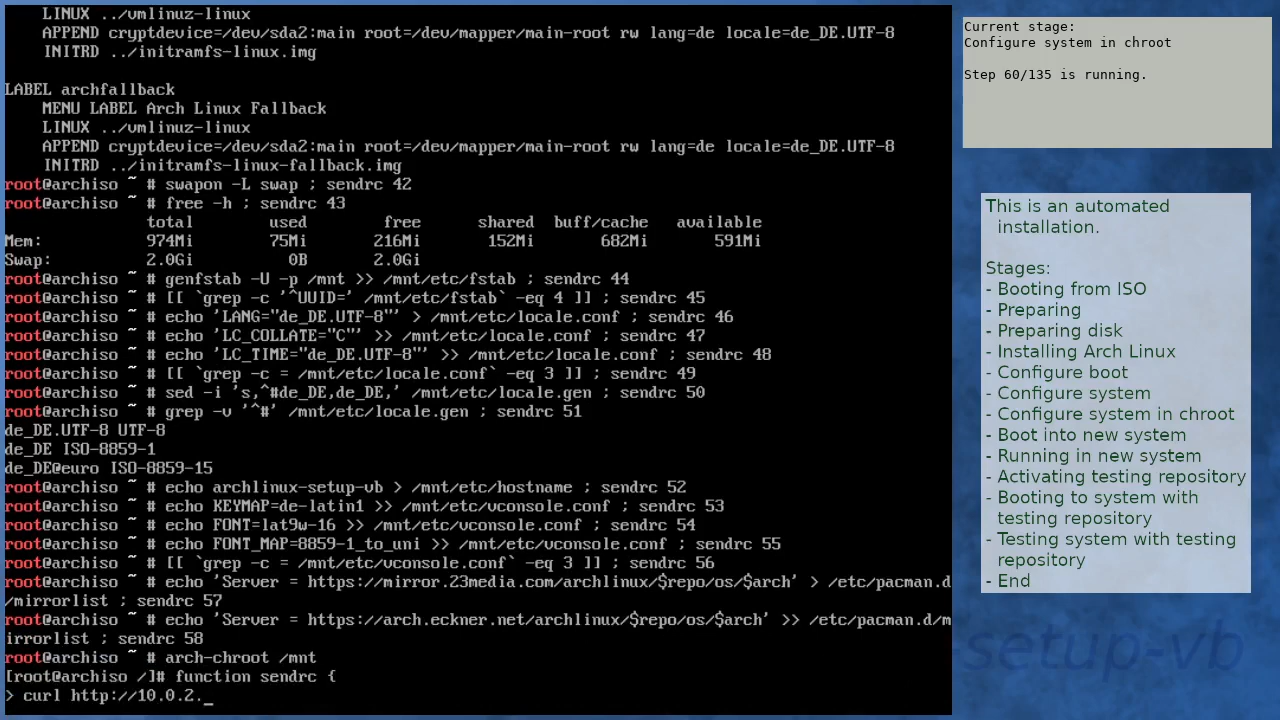 LINUX ../vmlinuz-linux
    APPEND cryptdevice=/dev/sda2:main root=/dev/mapper/main-root rw lang=de locale=de_DE.UTF-8
    INITRD ../initramfs-linux.img
LABEL archfallback
    MENU LABEL Arch Linux Fallback
    LINUX ../vmlinuz-linux
    APPEND cryptdevice=/dev/sda2:main root=/dev/mapper/main-root rw lang=de locale=de_DE.UTF-8
    INITRD ../initramfs-linux-fallback.img
root@archiso ~ # swapon -L swap ; sendrc 42
root@archiso ~ # free -h ; sendrc 43
               total        used        free      shared  buff/cache   available
Mem:           974Mi        75Mi       216Mi       152Mi       682Mi       591Mi
Swap:          2.0Gi          0B       2.0Gi
root@archiso ~ # genfstab -U -p /mnt >> /mnt/etc/fstab ; sendrc 44
root@archiso ~ # [[ `grep -c '^UUID=' /mnt/etc/fstab` -eq 4 ]] ; sendrc 45
root@archiso ~ # echo 'LANG="de_DE.UTF-8"' > /mnt/etc/locale.conf ; sendrc 46
root@archiso ~ # echo 'LC_COLLATE="C"' >> /mnt/etc/locale.conf ; sendrc 47
root@archiso ~ # echo 'LC_TIME="de_DE.UTF-8"' >> /mnt/etc/locale.conf ; sendrc 48
root@archiso ~ # [[ `grep -c = /mnt/etc/locale.conf` -eq 3 ]] ; sendrc 49
root@archiso ~ # sed -i 's,^#de_DE,de_DE,' /mnt/etc/locale.gen ; sendrc 50
root@archiso ~ # grep -v '^#' /mnt/etc/locale.gen ; sendrc 51
de_DE.UTF-8 UTF-8
de_DE ISO-8859-1
de_DE@euro ISO-8859-15
root@archiso ~ # echo archlinux-setup-vb > /mnt/etc/hostname ; sendrc 52
root@archiso ~ # echo KEYMAP=de-latin1 >> /mnt/etc/vconsole.conf ; sendrc 53
root@archiso ~ # echo FONT=lat9w-16 >> /mnt/etc/vconsole.conf ; sendrc 54
root@archiso ~ # echo FONT_MAP=8859-1_to_uni >> /mnt/etc/vconsole.conf ; sendrc 55
root@archiso ~ # [[ `grep -c = /mnt/etc/vconsole.conf` -eq 3 ]] ; sendrc 56
root@archiso ~ # echo 'Server = https://mirror.23media.com/archlinux/$repo/os/$arch' > /etc/pacman.d
/mirrorlist ; sendrc 57
root@archiso ~ # echo 'Server = https://arch.eckner.net/archlinux/$repo/os/$arch' >> /etc/pacman.d/m
irrorlist ; sendrc 58
root@archiso ~ # arch-chroot /mnt
[root@archiso /]# function sendrc {
> curl http://10.0.2._
Current stage:
Configure system in chroot
Step 60/135 is running.
This is an automated
installation.
Stages:
- Booting from ISO
- Preparing
- Preparing disk
- Installing Arch Linux
- Configure boot
- Configure system
- Configure system in chroot
- Boot into new system
- Running in new system
- Activating testing repository
- Booting to system with
testing repository
- Testing system with testing
repository
- End
-setup-vb